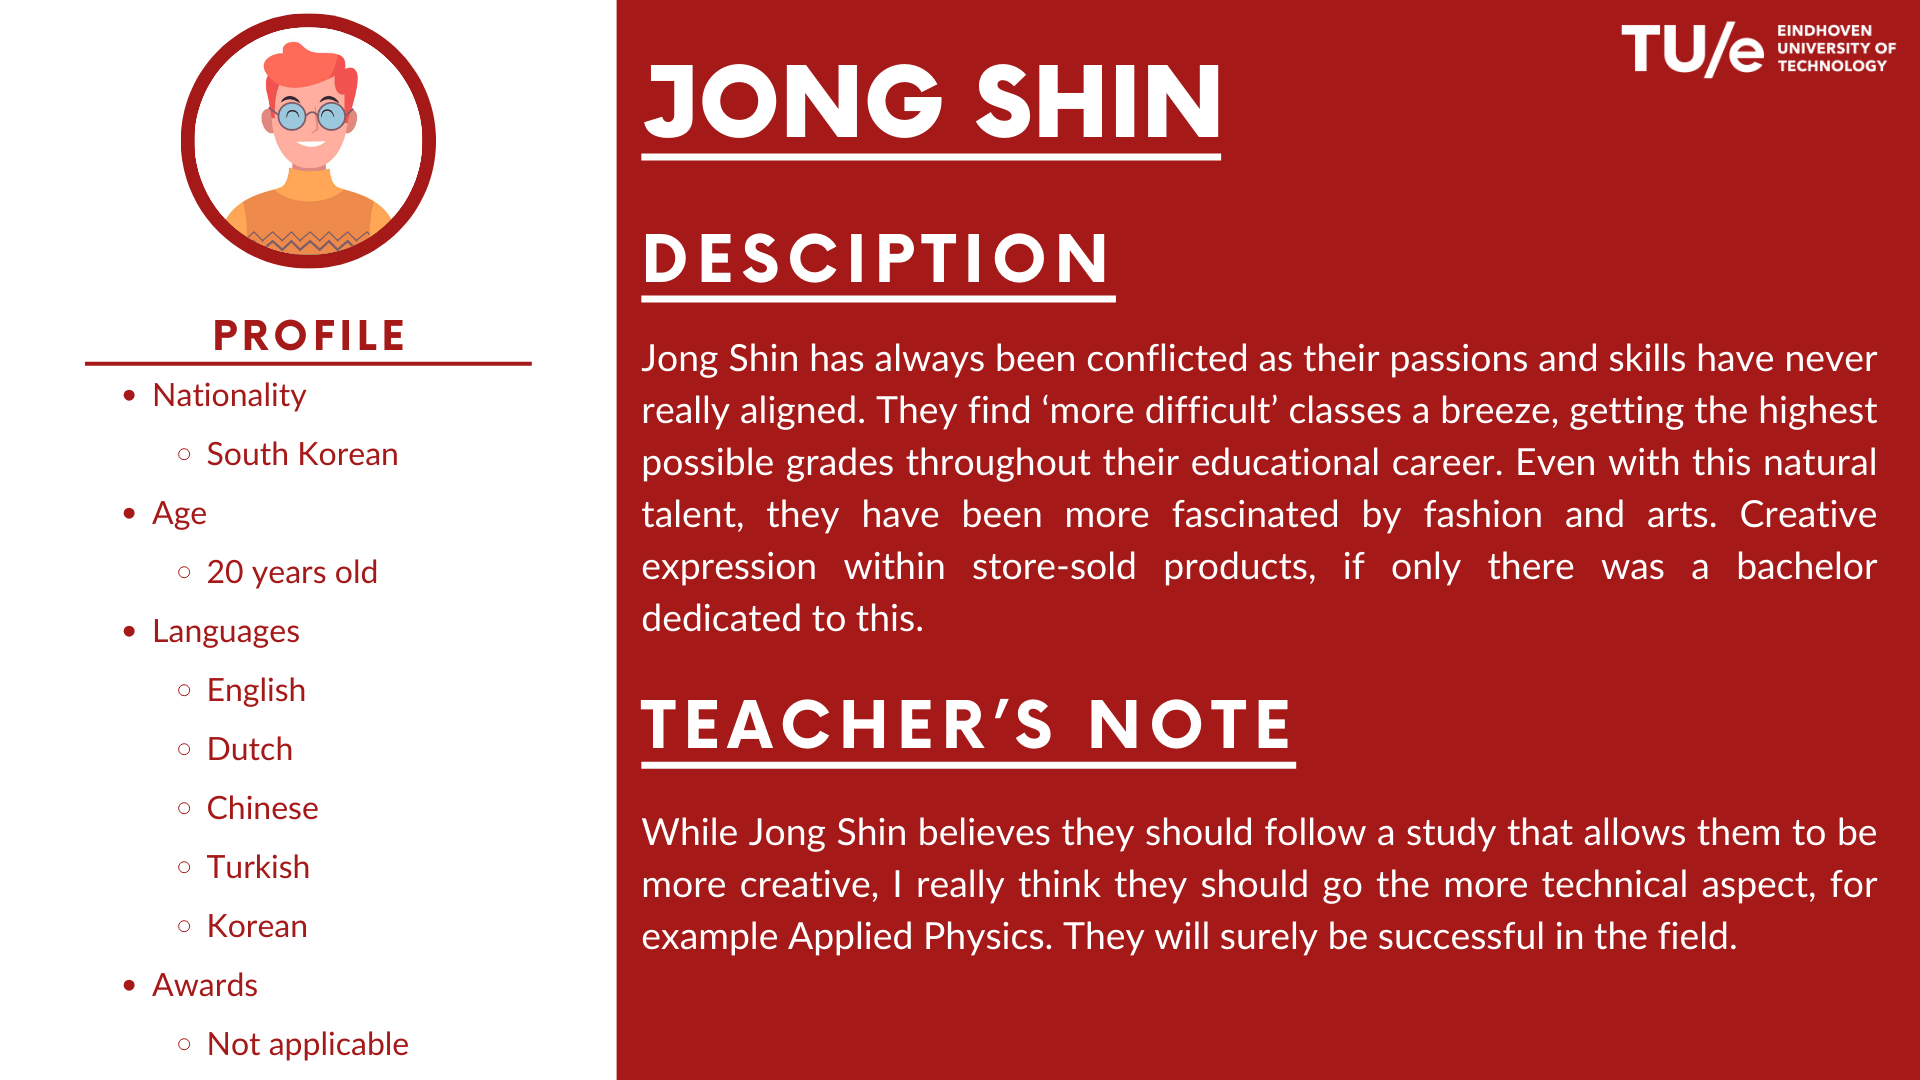 PROFILE
• Nationality
○ South Korean
• Age
○ 20 years old
• Languages
○ English
○ Dutch
○ Chinese
○ Turkish
○ Korean
• Awards
○ Not applicable
TU/e
EINDHOVEN
UNIVERSITY OF
TECHNOLOGY
JONG SHIN
DESCIPTION
Jong Shin has always been conflicted as their passions and skills have never
really aligned. They find ‘more difficult’ classes a breeze, getting the highest
possible grades throughout their educational career. Even with this natural
talent, they have been more fascinated by fashion and arts. Creative
expression within store-sold products, if only there was a bachelor
dedicated to this.
TEACHER’S NOTE
While Jong Shin believes they should follow a study that allows them to be
more creative, I really think they should go the more technical aspect, for
example Applied Physics. They will surely be successful in the field.